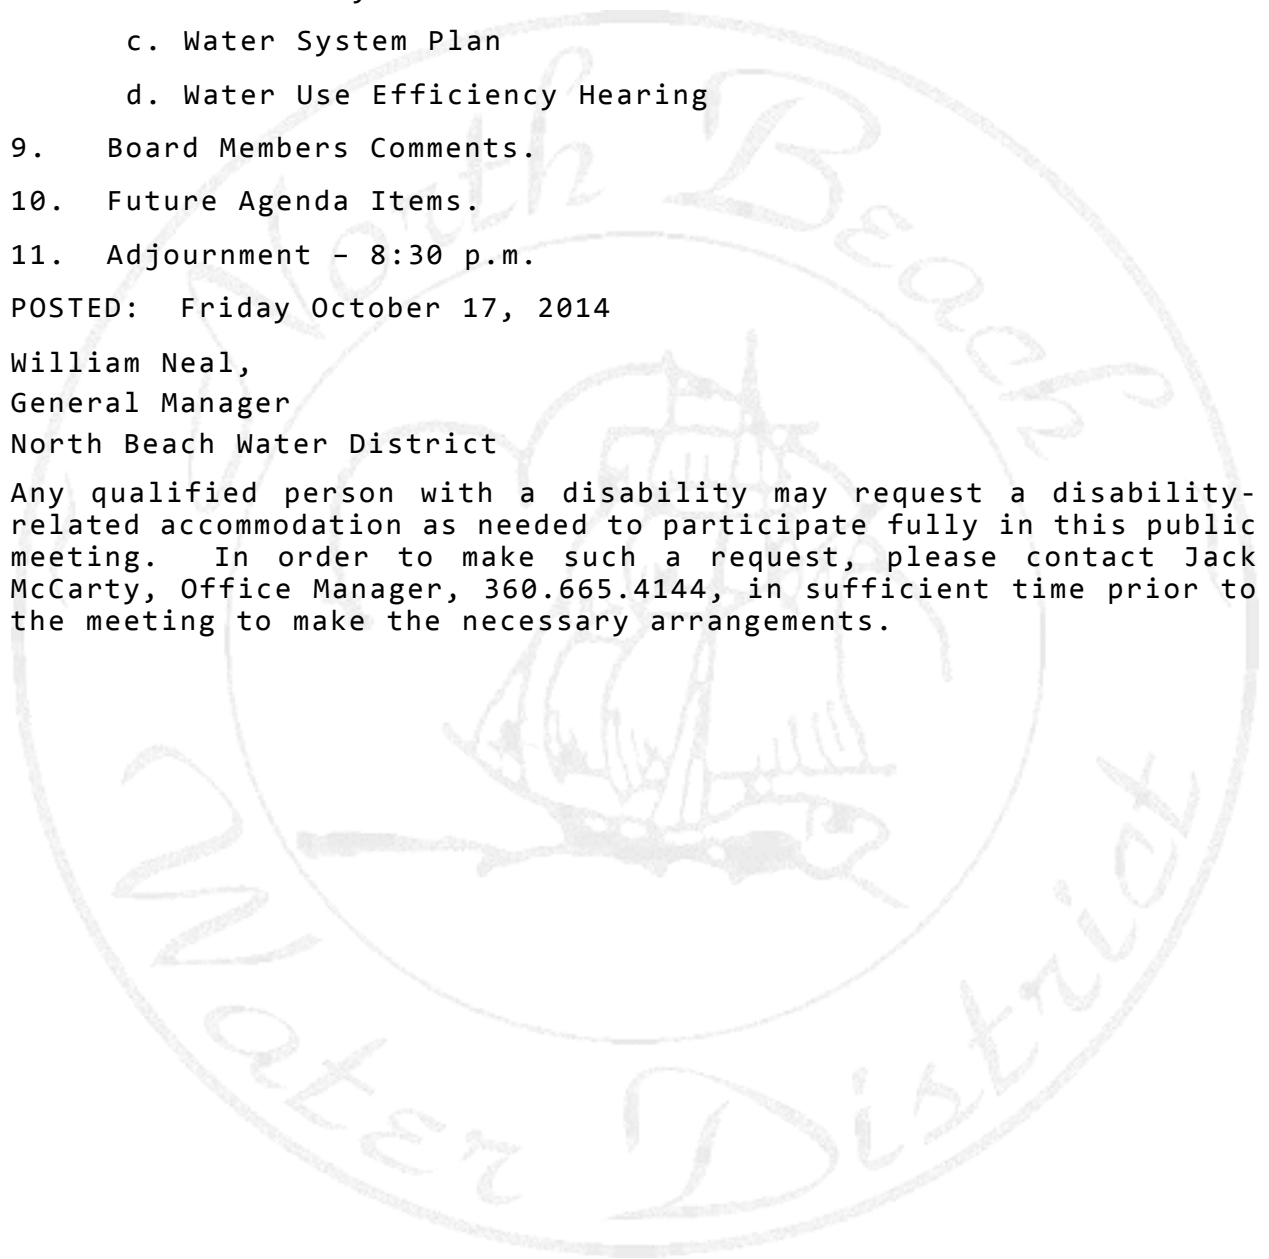 c. Water System Plan
d. Water Use Efficiency Hearing
9. Board Members Comments.
10. Future Agenda Items.
11. Adjournment – 8:30 p.m.
POSTED: Friday October 17, 2014
William Neal,
General Manager
North Beach Water District
Any qualified person with a disability may request a disability-
related accommodation as needed to participate fully in this public
meeting. In order to make such a request, please contact Jack
McCarty, Office Manager, 360.665.4144, in sufficient time prior to
the meeting to make the necessary arrangements.
North Beach
Water District